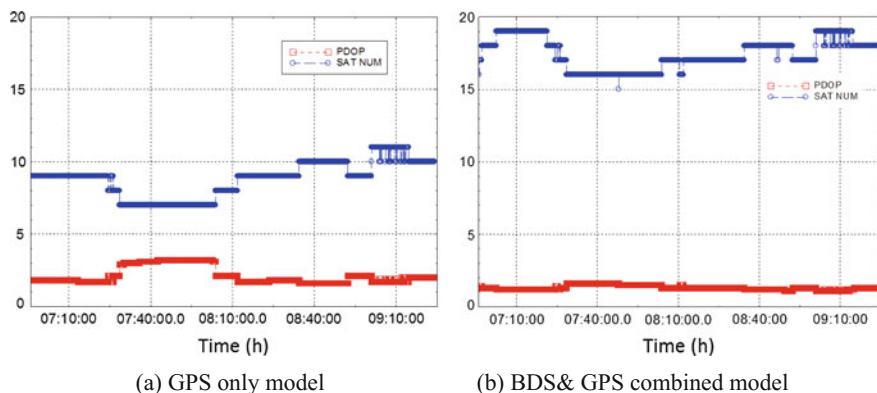 20
15
10
5
0
PDOP
SAT NUM
07:10:00
07:40:00.0
08:10:00.0
08:40:00
09:10:00
Time (h)
(a) GPS only model
20
15
10
5
0
PDOP
SAT NUM
07:10:00
07:40:00.0
08:10:00.0
08:40:00
09:10:00
Time (h)
(b) BDS& GPS combined model